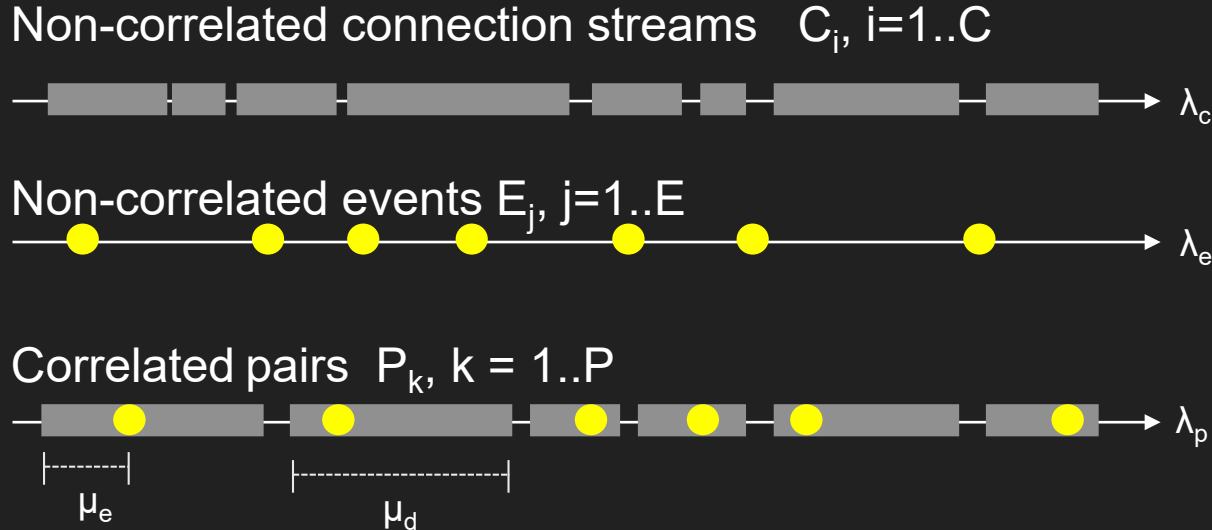 Non-correlated connection streams C_i, i=1..C
λ_c
Non-correlated events E_j, j=1..E
λ_e
Correlated pairs P_k, k = 1..P
λ_p
μ_e
μ_d